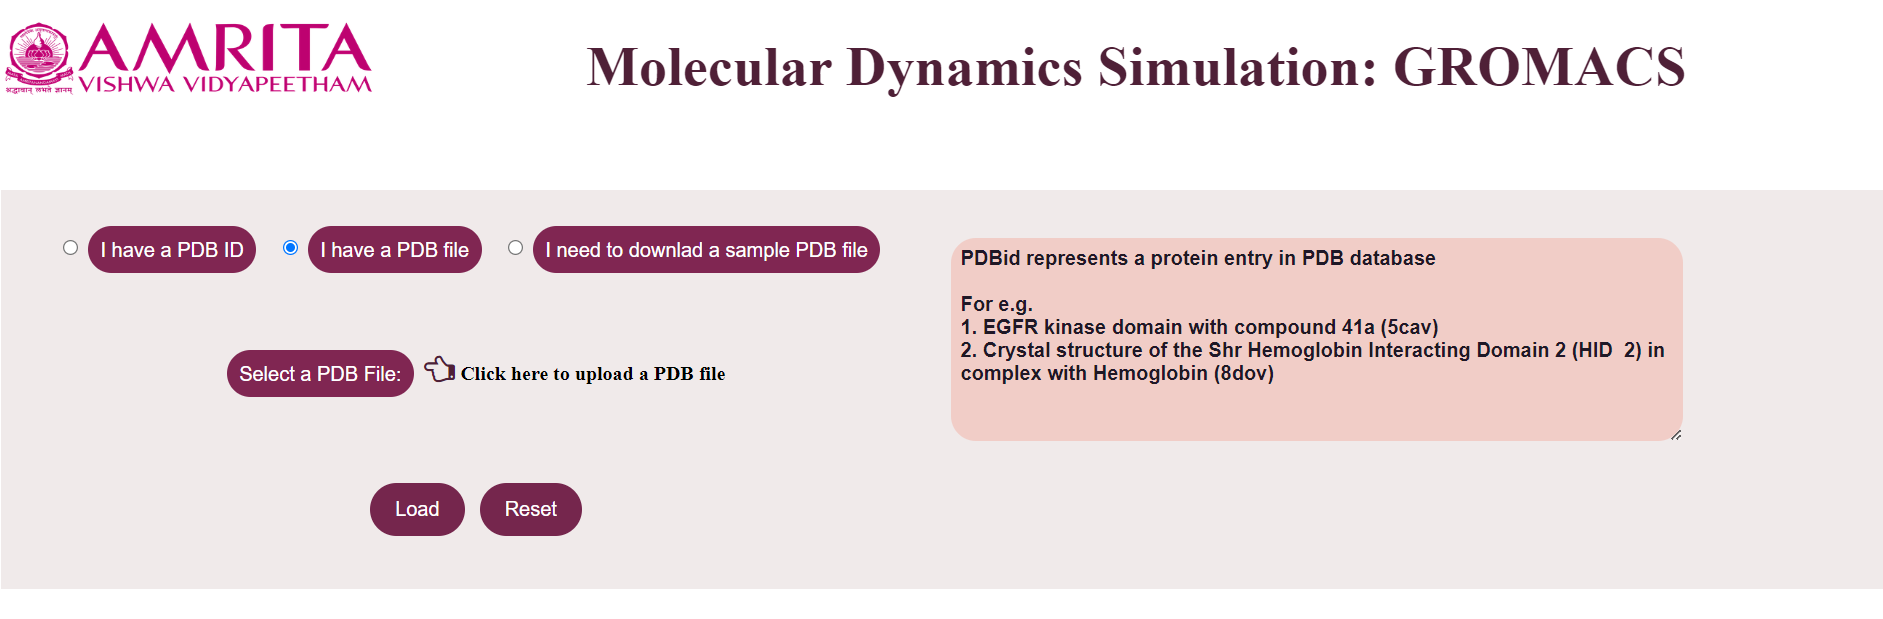 AMRITA
VISHWA VIDYAPEETHAM
श्रद्धावान् लभते ज्ञानम्
Molecular Dynamics Simulation: GROMACS
I have a PDB ID
I have a PDB file
I need to downlad a sample PDB file
PDBid represents a protein entry in PDB database
For e.g.
1. EGFR kinase domain with compound 41a (5cav)
2. Crystal structure of the Shr Hemoglobin Interacting Domain 2 (HID  2) in
complex with Hemoglobin (8dov)
Select a PDB File:
Click here to upload a PDB file
Load
Reset